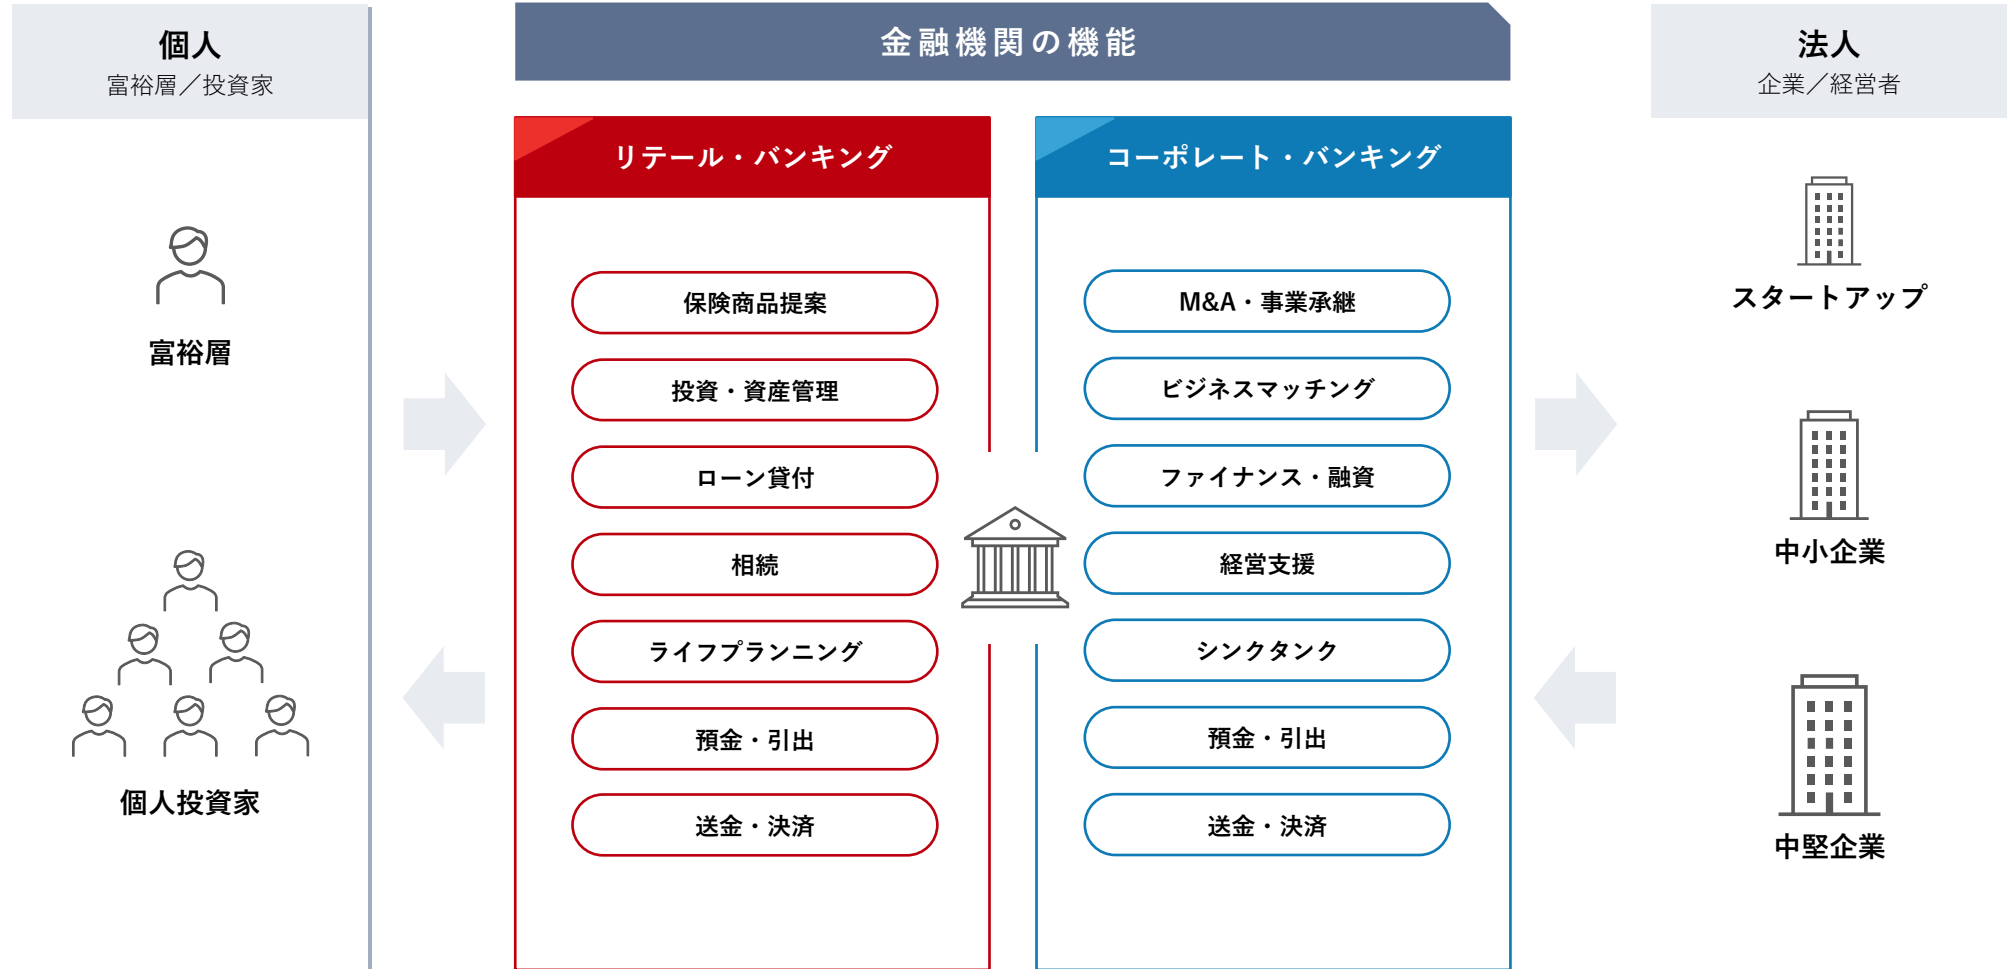 個人
富裕層／投資家
富裕層
個人投資家
金融機関の機能
リテール・バンキング
保険商品提案
投資・資産管理
ローン貸付
相続
ライフプランニング
預金・引出
送金・決済
コーポレート・バンキング
M&A・事業承継
ビジネスマッチング
ファイナンス・融資
経営支援
シンクタンク
預金・引出
送金・決済
法人
企業／経営者
スタートアップ
中小企業
中堅企業